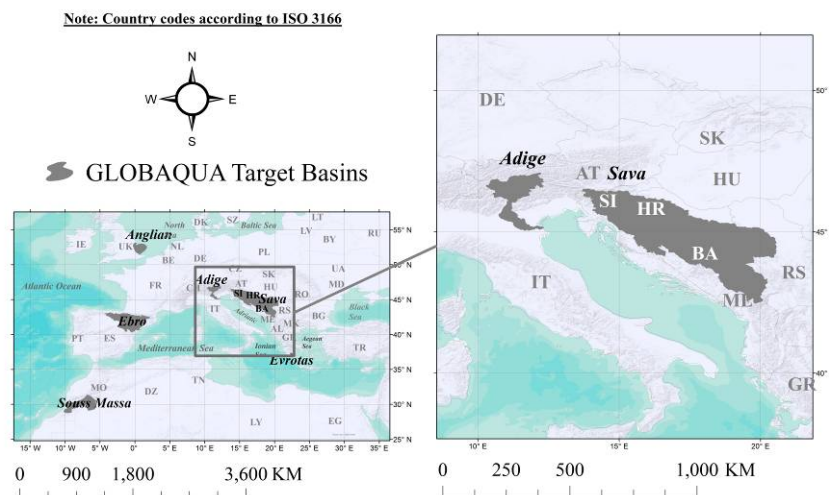 Note: Country codes according to ISO 3166
N
W E
S
GLOBAQUA Target Basins
55° N
50° N
45° N
40° N
35° N
30° N
25° N
15° W 10° W 5° W 0° 5° E 10° E 15° E 20° E 25° E 30° E 35° E
North
Baltic Sea
DK
SZ
LT
LV
RU
Anglian
IE
UK
NL
BY
BE
DE
PL
CZ
UA
SK
Adige
AT
HU
MD
Atlantic Ocean
FR
SI HR
Sava
RO
IT
BA
RS
Black
Sea
Adriatic
ME
BG
MK
AL
Ebro
PT
ES
Mediterranean Sea
Ionian
Aegean
Sea
TR
Evrotas
TN
MO
DZ
Souss Massa
LY
EG
0 900 1,800 3,600 KM
DE
SK
Adige
AT
Sava
HU
SI
HR
BA
RS
IT
ML
GR
50°
45°
40°
10° E 15° E 20° E
0 250 500 1,000 KM